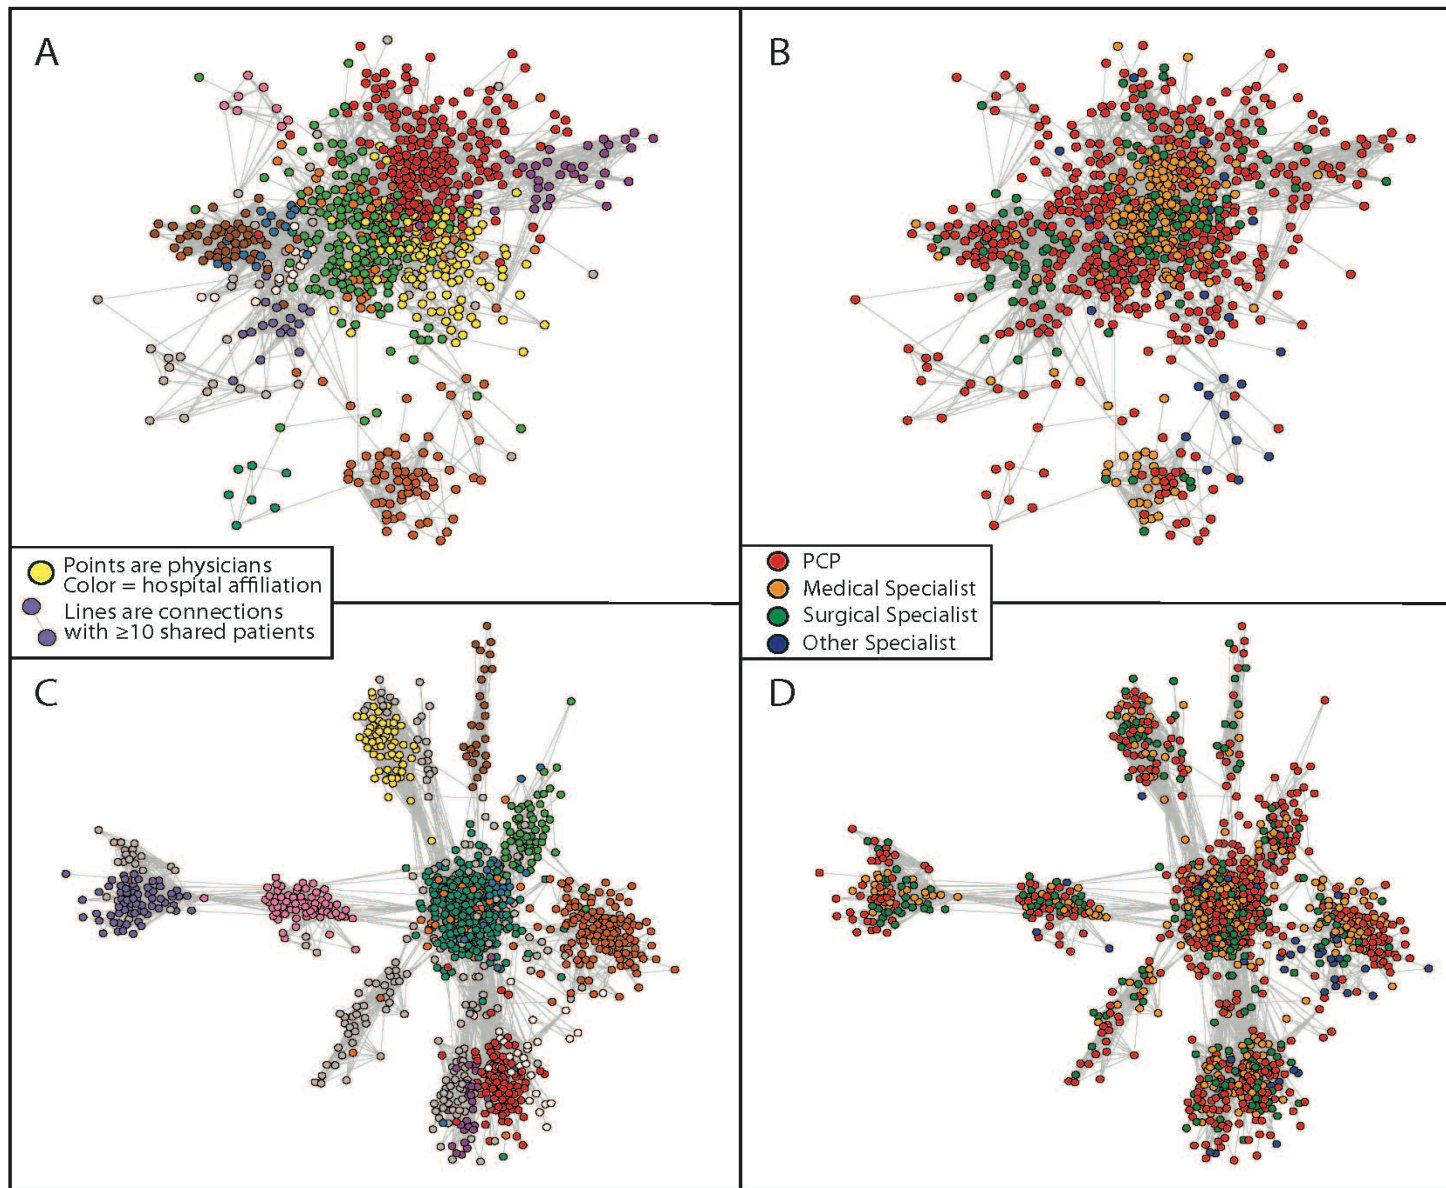 A
B
Points are physicians
Color = hospital affiliation
Lines are connections
with ≥10 shared patients
PCP
Medical Specialist
Surgical Specialist
Other Specialist
C
D